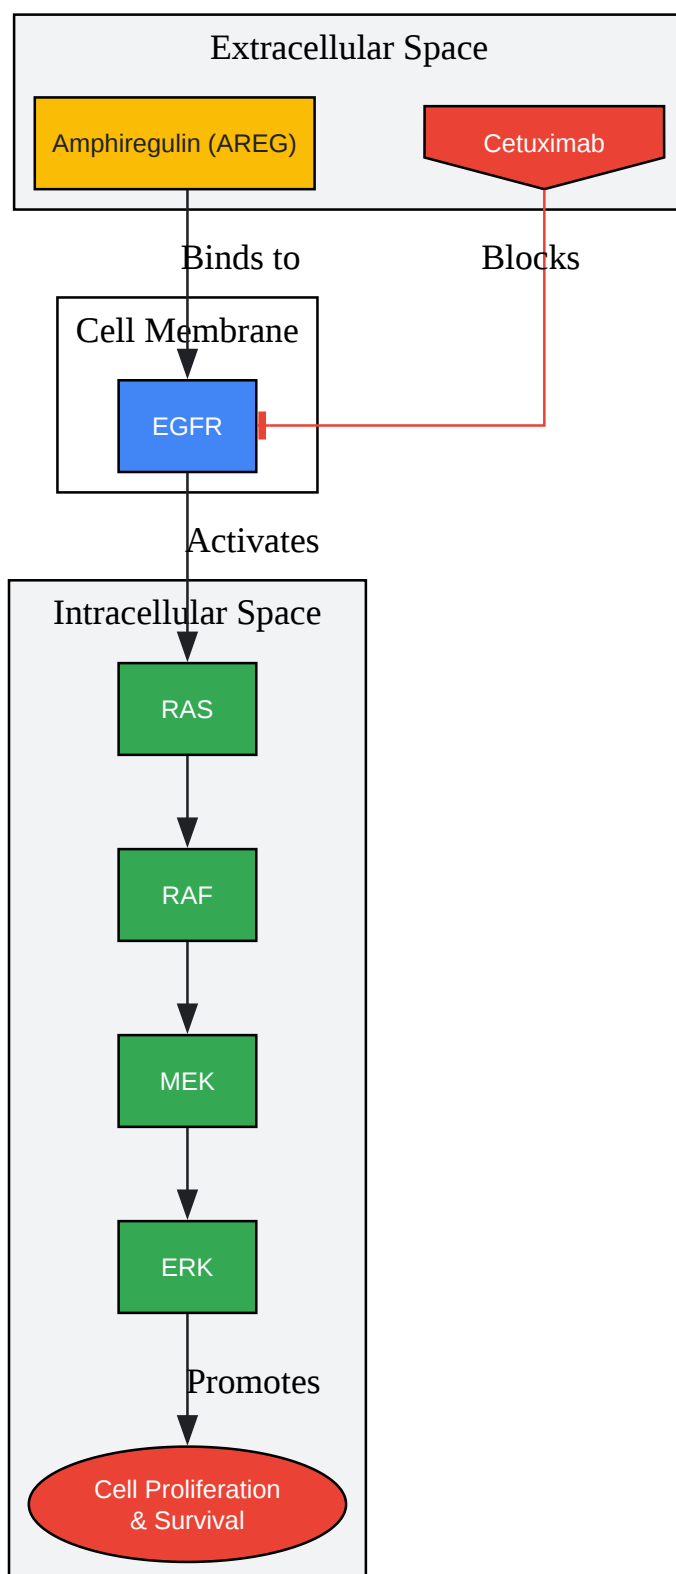 Extracellular Space
Amphiregulin (AREG)
Cetuximab
Binds to
Blocks
Cell Membrane
EGFR
Activates
Intracellular Space
RAS
RAF
MEK
ERK
Promotes
Cell Proliferation
& Survival